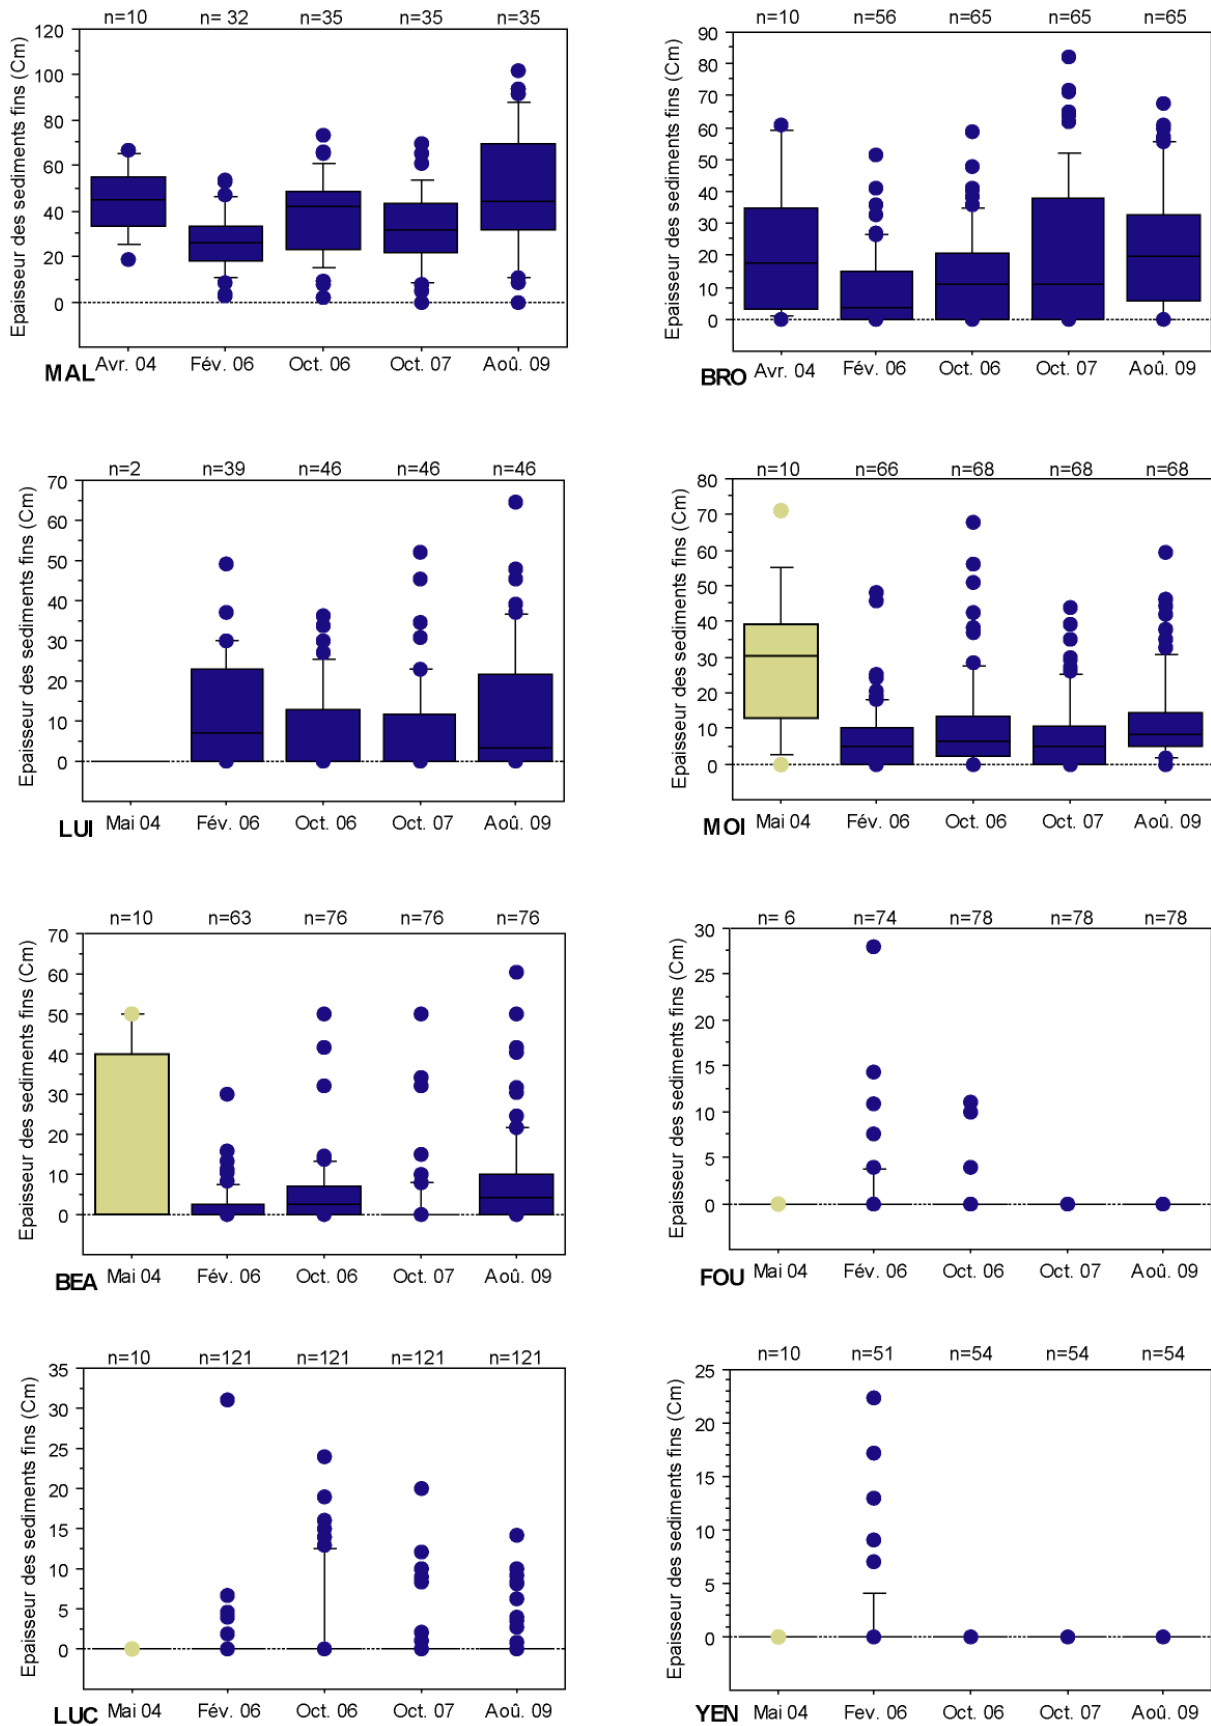 n=10 n= 32 n=35 n=35 n=35
Epaisseur des sediments fins (Cm)
120
100
80
60
40
20
0
MAL Avr. 04 Fév. 06 Oct. 06 Oct. 07 Aoû. 09
n=10 n=56 n=65 n=65 n=65
Epaisseur des sediments fins (Cm)
90
80
70
60
50
40
30
20
10
0
BRO Avr. 04 Fév. 06 Oct. 06 Oct. 07 Aoû. 09
n=2 n=39 n=46 n=46 n=46
Epaisseur des sediments fins (Cm)
70
60
50
40
30
20
10
0
LUI Mai 04 Fév. 06 Oct. 06 Oct. 07 Aoû. 09
n=10 n=66 n=68 n=68 n=68
Epaisseur des sediments fins (Cm)
80
70
60
50
40
30
20
10
0
MOI Mai 04 Fév. 06 Oct. 06 Oct. 07 Aoû. 09
n=10 n=63 n=76 n=76 n=76
Epaisseur des sediments fins (Cm)
70
60
50
40
30
20
10
0
BEA Mai 04 Fév. 06 Oct. 06 Oct. 07 Aoû. 09
n= 6 n=74 n=78 n=78 n=78
Epaisseur des sediments fins (Cm)
30
25
20
15
10
5
0
FOU Mai 04 Fév. 06 Oct. 06 Oct. 07 Aoû. 09
n=10 n=121 n=121 n=121 n=121
Epaisseur des sediments fins (Cm)
35
30
25
20
15
10
5
0
LUC Mai 04 Fév. 06 Oct. 06 Oct. 07 Aoû. 09
n=10 n=51 n=54 n=54 n=54
Epaisseur des sediments fins (Cm)
25
20
15
10
5
0
YEN Mai 04 Fév. 06 Oct. 06 Oct. 07 Aoû. 09